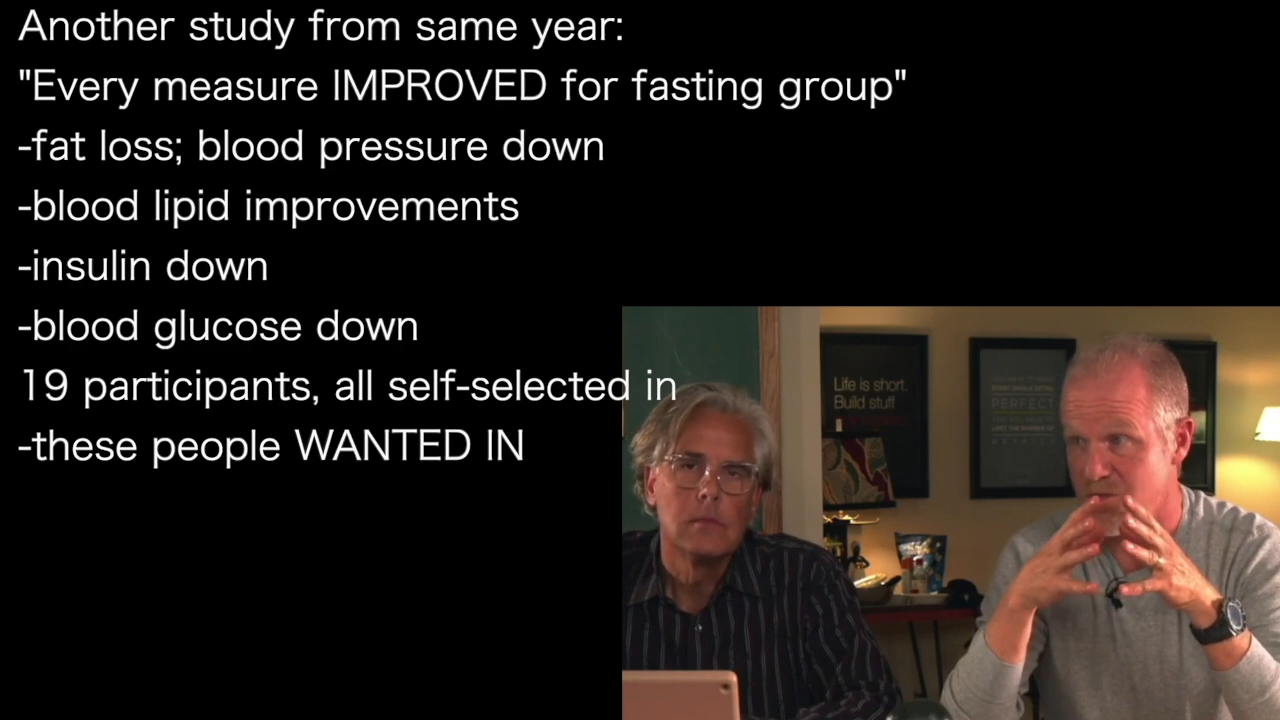 Another study from same year:
"Every measure IMPROVED for fasting group"
-fat loss; blood pressure down
-blood lipid improvements
-insulin down
-blood glucose down
19 participants, all self-selected in
-these people WANTED IN
Life is short.
Build stuff
PERFECT